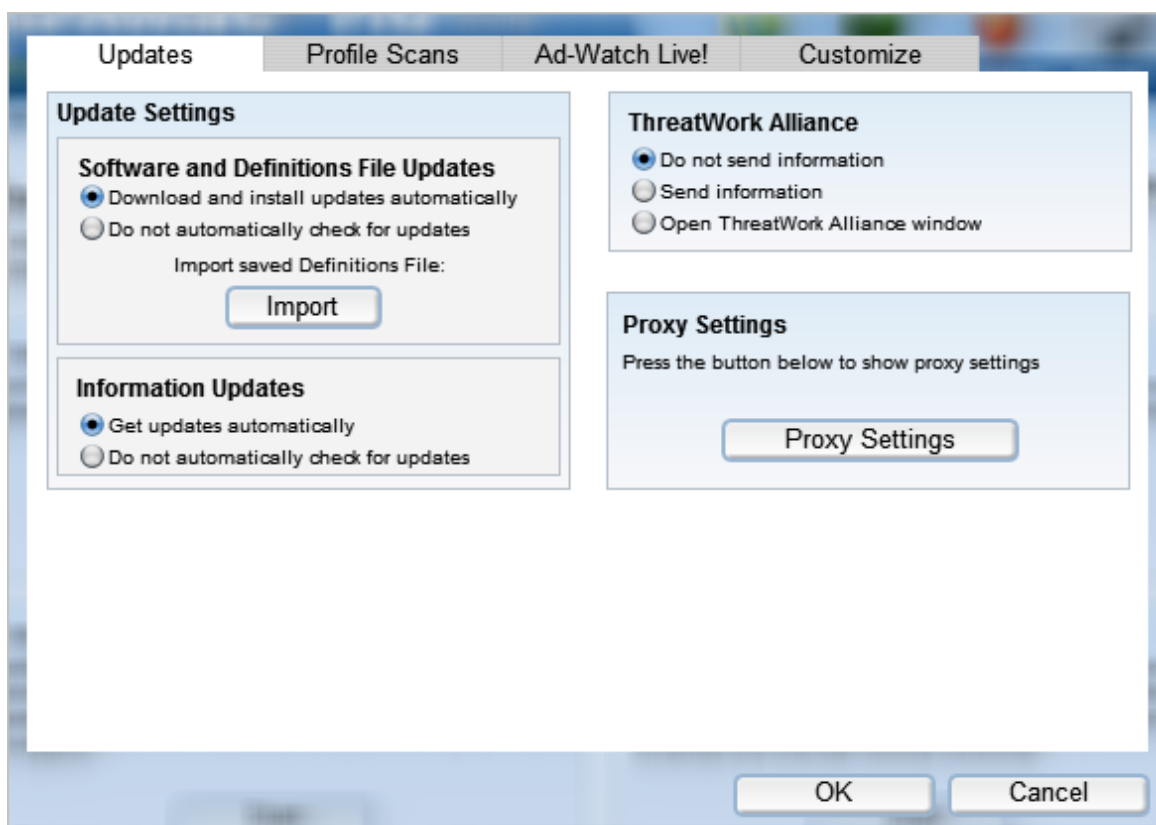 Updates
Profile Scans
Ad-Watch Live!
Customize
Update Settings
Software and Definitions File Updates
Download and install updates automatically
Do not automatically check for updates
Import saved Definitions File:
Import
Information Updates
Get updates automatically
Do not automatically check for updates
ThreatWork Alliance
Do not send information
Send information
Open ThreatWork Alliance window
Proxy Settings
Press the button below to show proxy settings
Proxy Settings
OK
Cancel